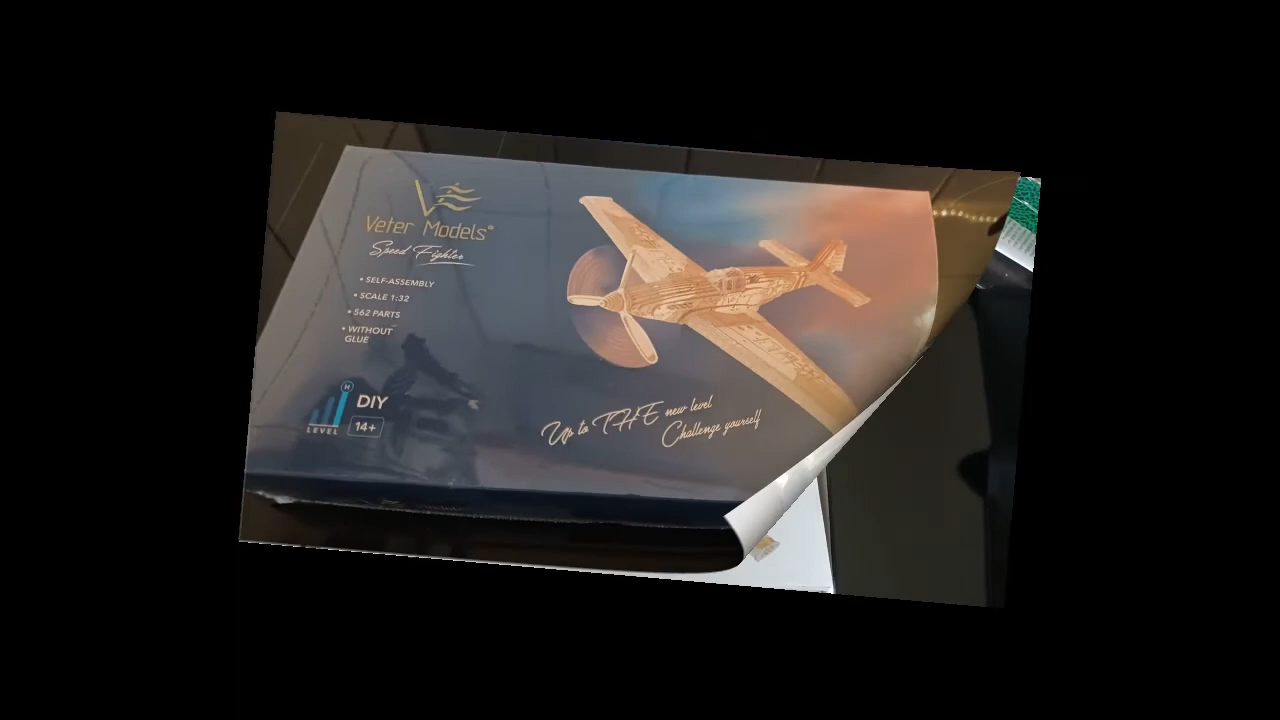 Veter Models®
Speed Fighter
• SELF-ASSEMBLY
• SCALE 1:32
• 562 PARTS
• WITHOUT
GLUE
H
DIY
LEVEL
14+
Up to THE new level
Challenge yourself